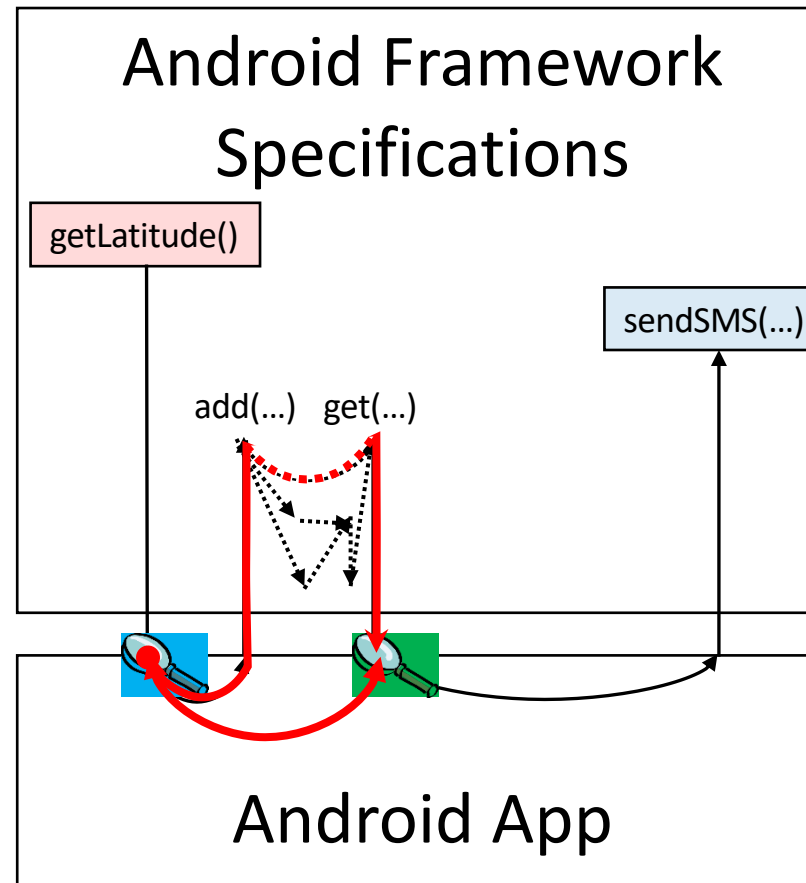 Android Framework
Specifications
getLatitude()
sendSMS(…)
add(…) get(…)
Android App